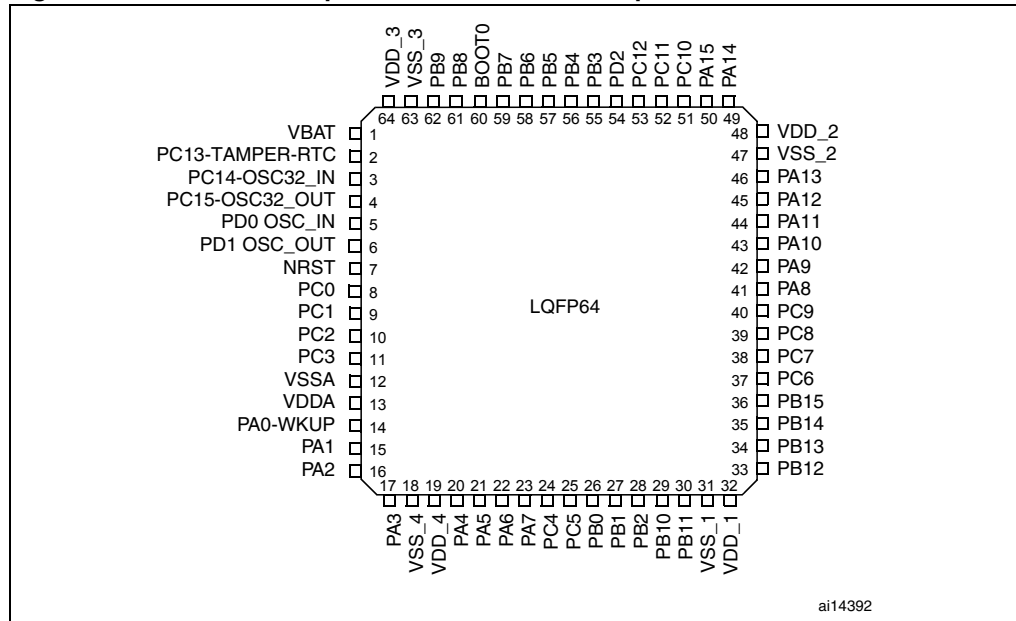 VDD_3
VSS_3
PB9
PB8
BOOT0
PB7
PB6
PB5
PB4
PB3
PD2
PC12
PC11
PC10
PA15
PA14
64 63 62 61 60 59 58 57 56 55 54 53 52 51 50 49
VBAT 1
PC13-TAMPER-RTC 2
PC14-OSC32_IN 3
PC15-OSC32_OUT 4
PD0 OSC_IN 5
PD1 OSC_OUT 6
NRST 7
PC0 8
PC1 9
PC2 10
PC3 11
VSSA 12
VDDA 13
PA0-WKUP 14
PA1 15
PA2 16
LQFP64
48 VDD_2
47 VSS_2
46 PA13
45 PA12
44 PA11
43 PA10
42 PA9
41 PA8
40 PC9
39 PC8
38 PC7
37 PC6
36 PB15
35 PB14
34 PB13
33 PB12
17 18 19 20 21 22 23 24 25 26 27 28 29 30 31 32
PA3
VSS_4
VDD_4
PA4
PA5
PA6
PA7
PC4
PC5
PB0
PB1
PB2
PB10
PB11
VSS_1
VDD_1
ai14392